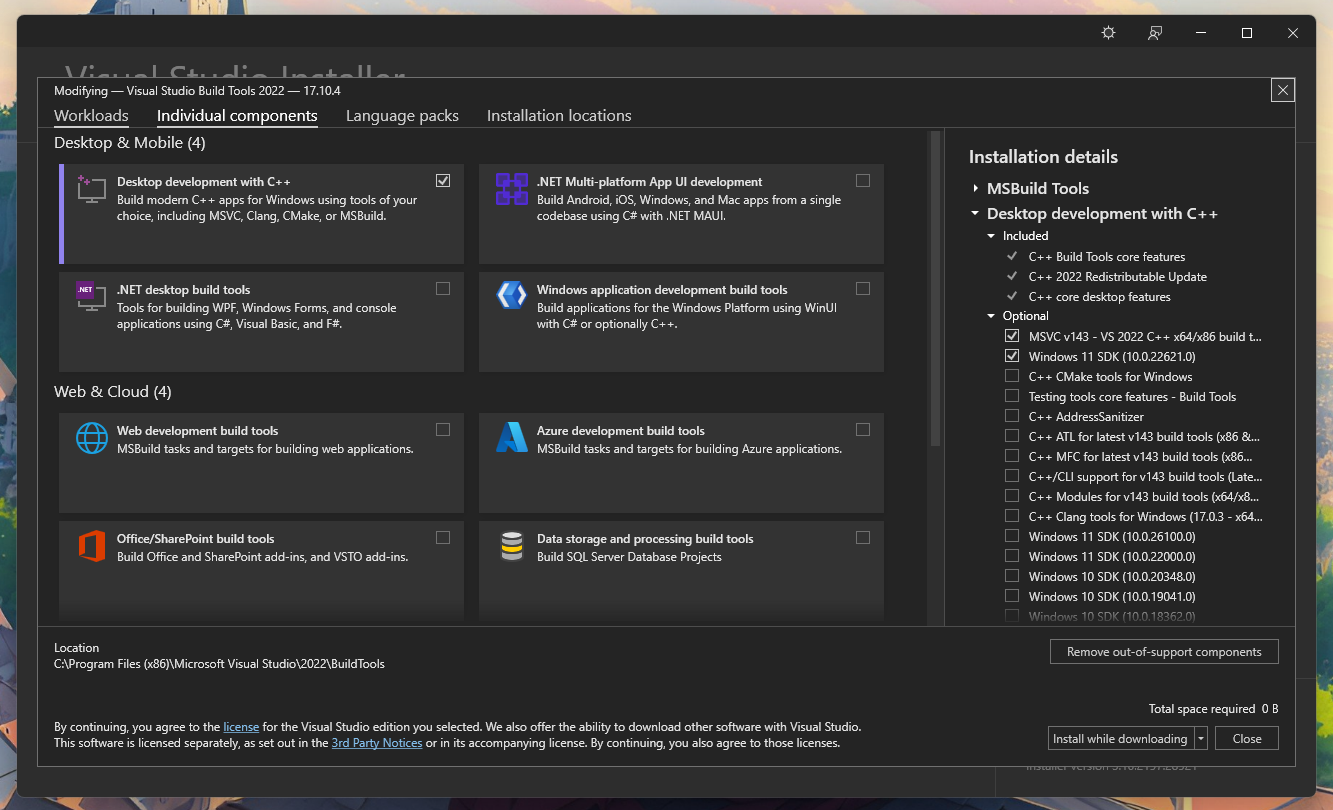 Visual Studio Installer
Modifying — Visual Studio Build Tools 2022 — 17.10.4
Workloads
Individual components
Language packs
Installation locations
Desktop & Mobile (4)
Desktop development with C++
Build modern C++ apps for Windows using tools of your
choice, including MSVC, Clang, CMake, or MSBuild.
.NET Multi-platform App UI development
Build Android, iOS, Windows, and Mac apps from a single
codebase using C# with .NET MAUI.
.NET
.NET desktop build tools
Tools for building WPF, Windows Forms, and console
applications using C#, Visual Basic, and F#.
Windows application development build tools
Build applications for the Windows Platform using WinUI
with C# or optionally C++.
Web & Cloud (4)
Web development build tools
MSBuild tasks and targets for building web applications.
Azure development build tools
MSBuild tasks and targets for building Azure applications.
Office/SharePoint build tools
Build Office and SharePoint add-ins, and VSTO add-ins.
Data storage and processing build tools
Build SQL Server Database Projects
Installation details
MSBuild Tools
Desktop development with C++
Included
C++ Build Tools core features
C++ 2022 Redistributable Update
C++ core desktop features
Optional
MSVC v143 - VS 2022 C++ x64/x86 build t...
Windows 11 SDK (10.0.22621.0)
C++ CMake tools for Windows
Testing tools core features - Build Tools
C++ AddressSanitizer
C++ ATL for latest v143 build tools (x86 &...
C++ MFC for latest v143 build tools (x86...
C++/CLI support for v143 build tools (Late...
C++ Modules for v143 build tools (x64/x8...
C++ Clang tools for Windows (17.0.3 - x64...
Windows 11 SDK (10.0.26100.0)
Windows 11 SDK (10.0.22000.0)
Windows 10 SDK (10.0.20348.0)
Windows 10 SDK (10.0.19041.0)
Windows 10 SDK (10.0.18362.0)
Location
C:\Program Files (x86)\Microsoft Visual Studio\2022\BuildTools
Remove out-of-support components
Total space required 0 B
By continuing, you agree to the license for the Visual Studio edition you selected. We also offer the ability to download other software with Visual Studio.
This software is licensed separately, as set out in the 3rd Party Notices or in its accompanying license. By continuing, you also agree to those licenses.
Install while downloading
Close